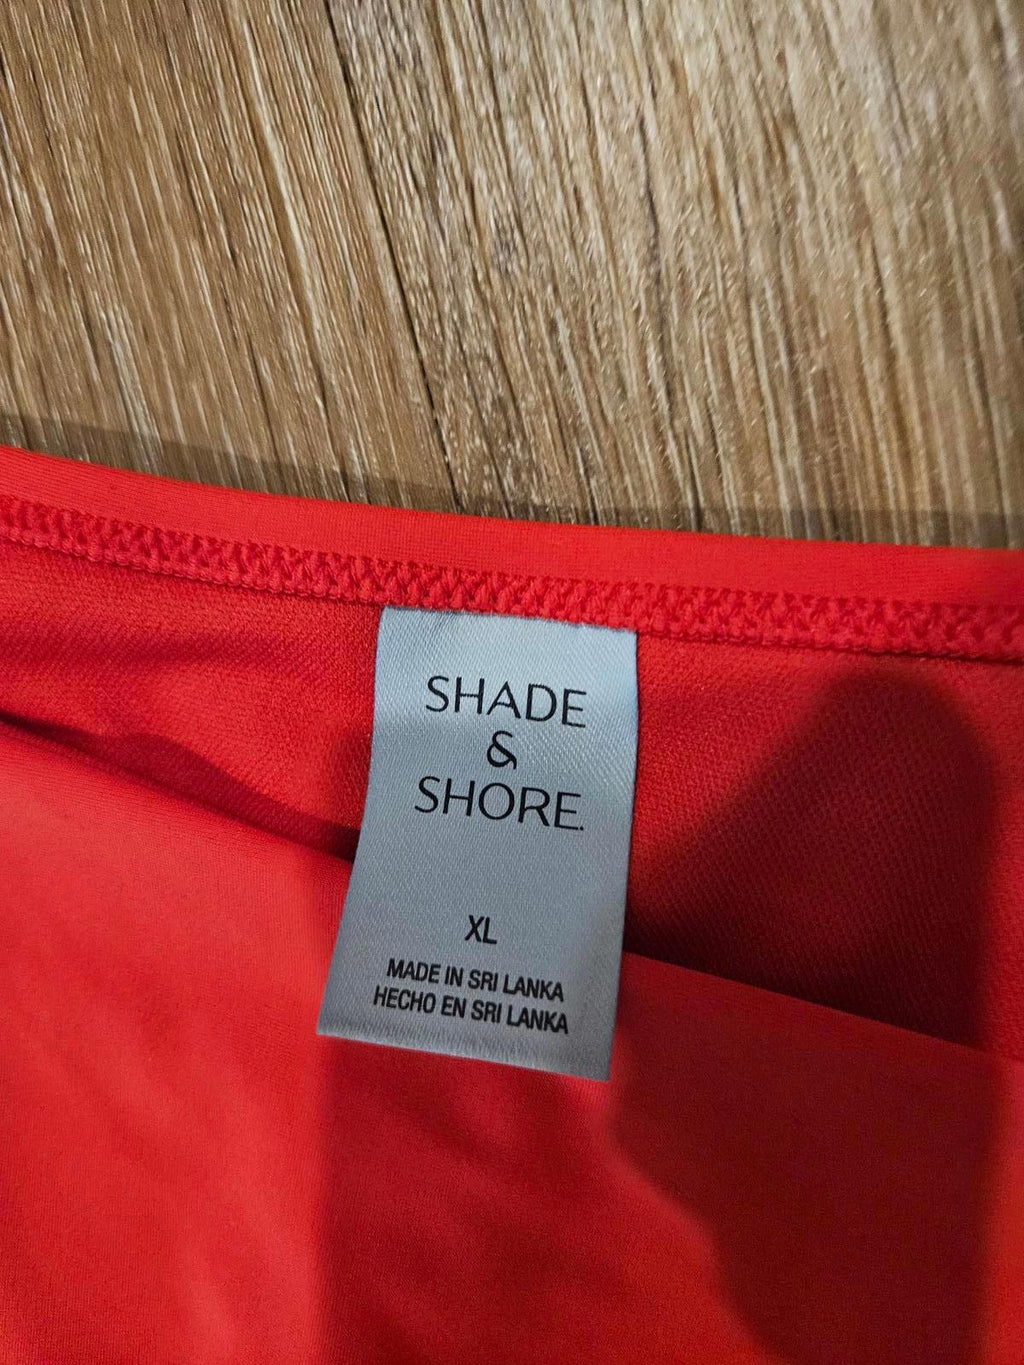 SHADE
&
SHORE.
XL
MADE IN SRI LANKA
HECHO EN SRI LANKA